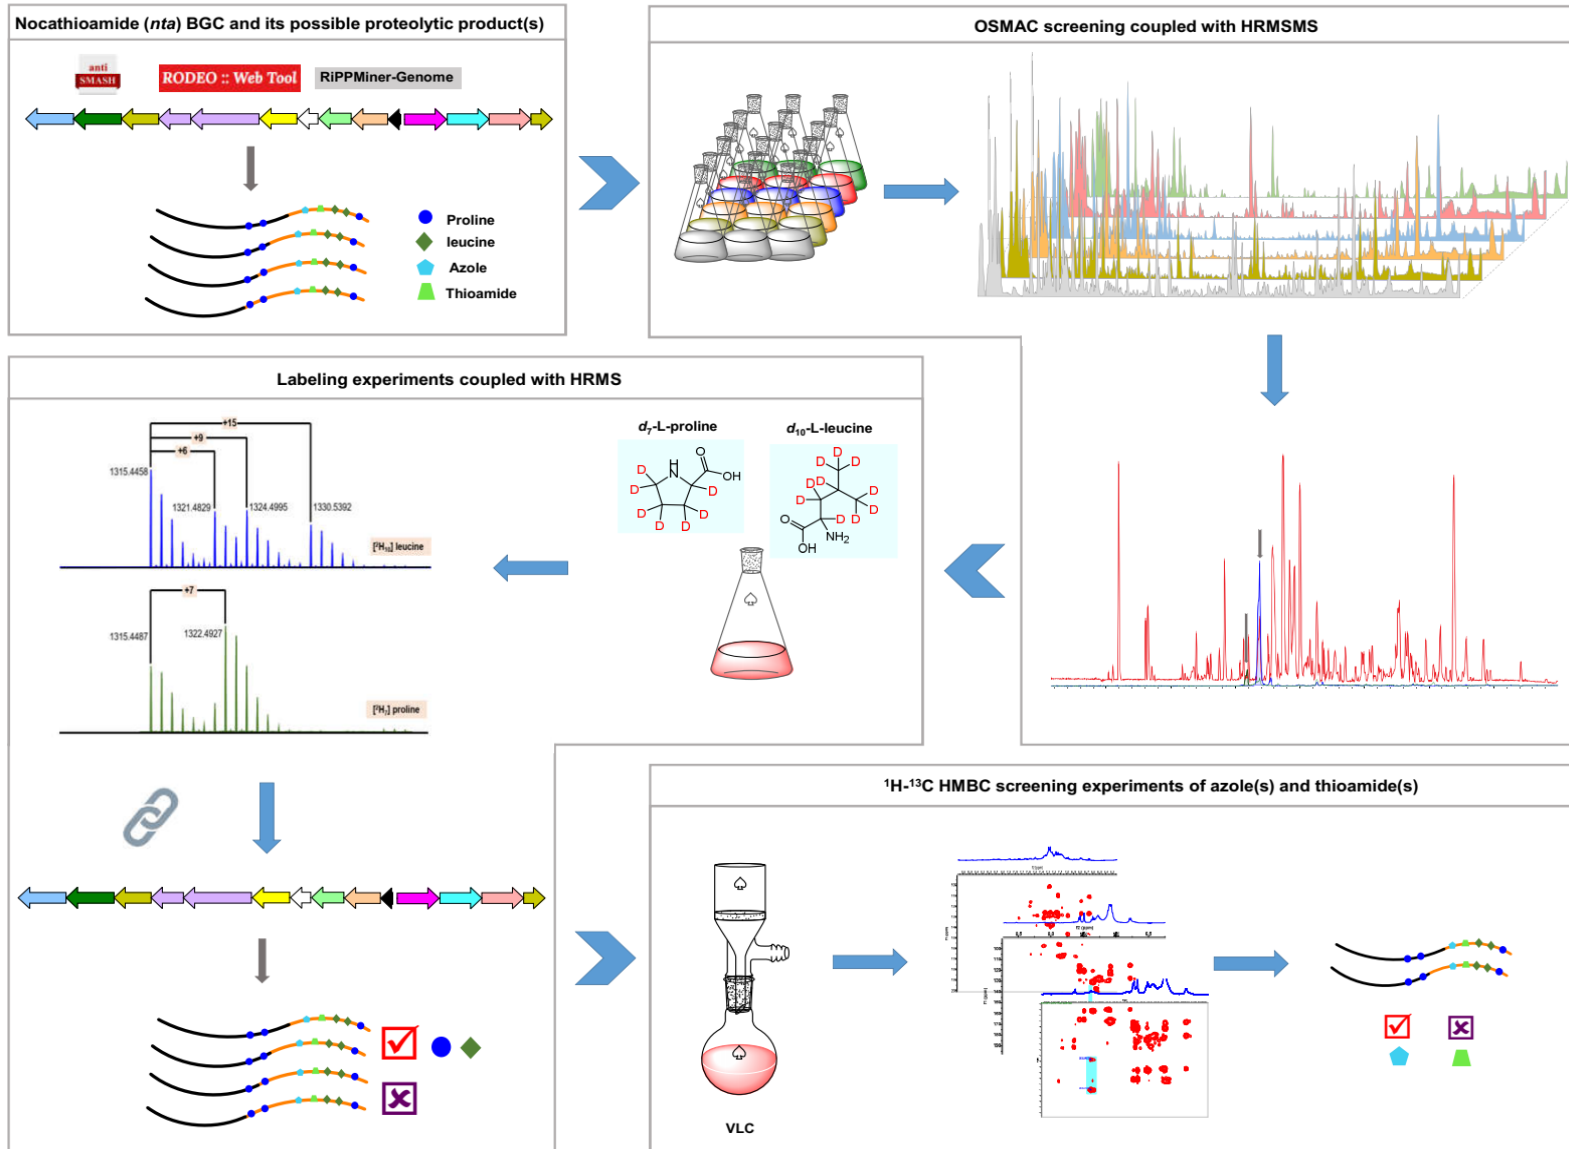 Nocathioamide (nta) BGC and its possible proteolytic product(s)
anti
SMASH
RODEO :: Web Tool
RiPPMiner-Genome
Proline
leucine
Azole
Thioamide
OSMAC screening coupled with HRMSMS
Labeling experiments coupled with HRMS
+15
+9
+6
1315.4458
1321.4829
1324.4995
1330.5392
[²H₁₀] leucine
+7
1315.4487
1322.4927
[²H₇] proline
d₇-L-proline
H
N
O
OH
D
D
D
D
D
D
D
d₁₀-L-leucine
D
D
D
D
D
D
D
D
D
D
O
OH
NH₂
¹H-¹³C HMBC screening experiments of azole(s) and thioamide(s)
VLC